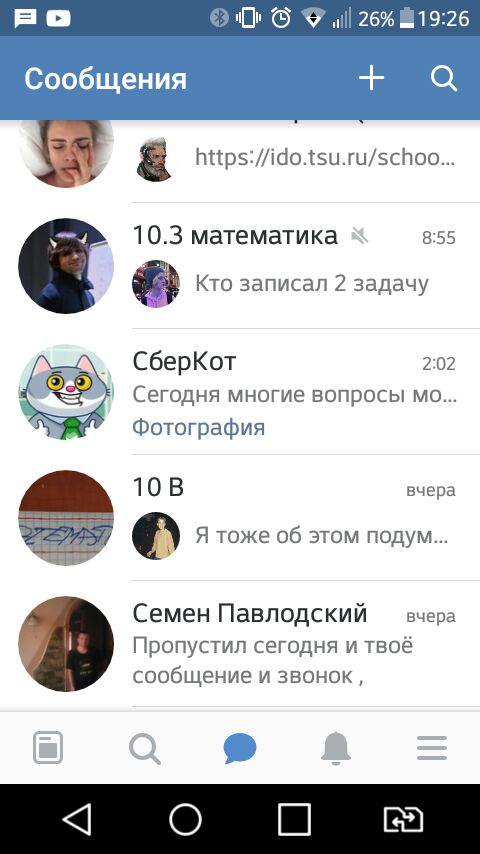 26% 19:26
Сообщения
https://ido.tsu.ru/schoo...
10.3 математика 8:55
Кто записал 2 задачу
СберКот 2:02
Сегодня многие вопросы мо...
Фотография
10 В вчера
Я тоже об этом подум...
Семен Павлодский вчера
Пропустил сегодня и твоё
сообщение и звонок ,